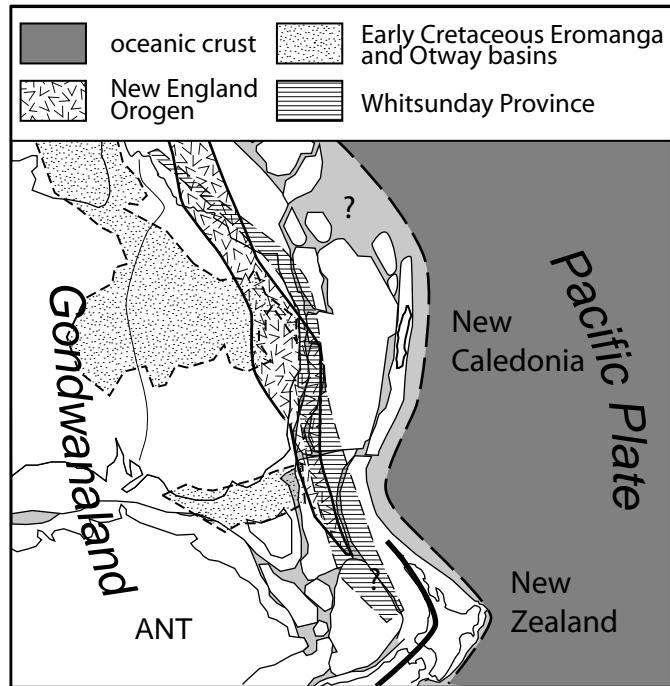 oceanic crust
Early Cretaceous Eromanga
and Otway basins
New England
Orogen
Whitsunday Province
?
Gondwanaland
Pacific Plate
New
Caledonia
?
New
Zealand
ANT